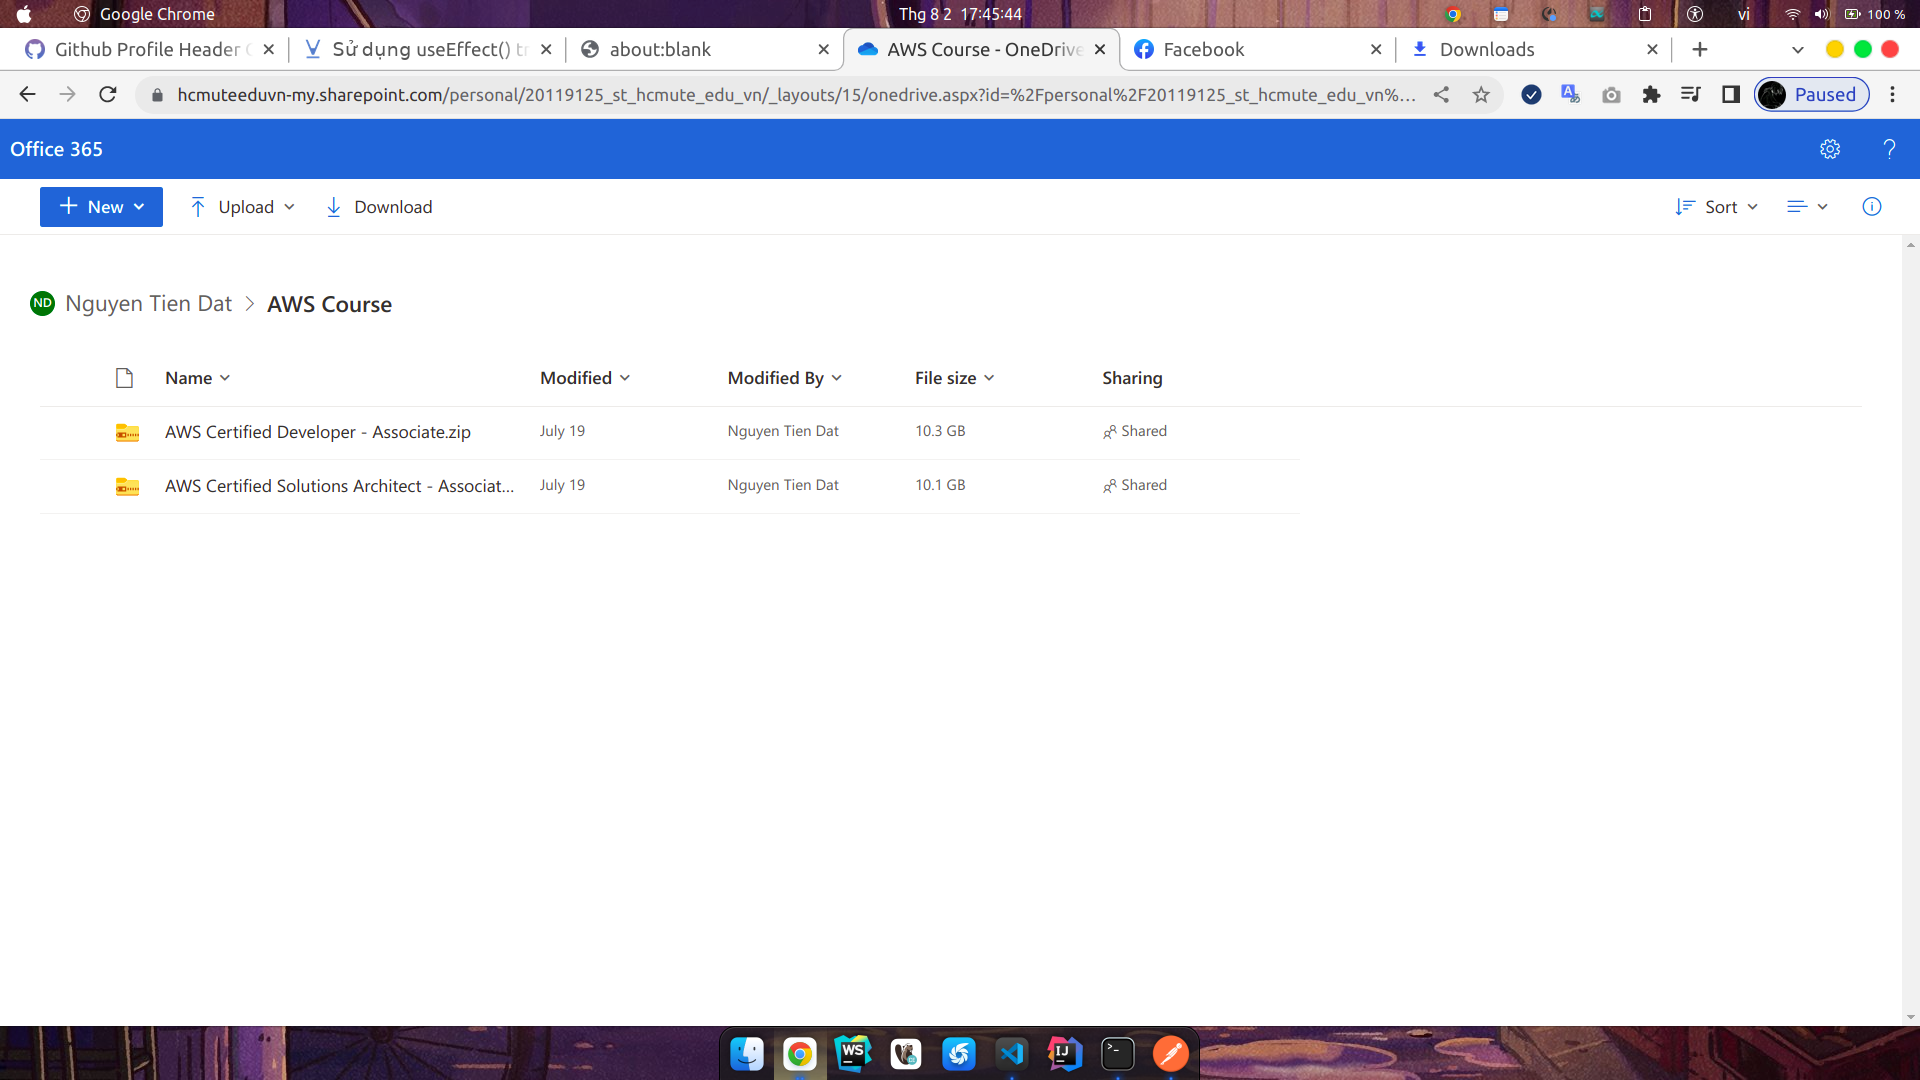 Google Chrome
Thg 8 2 17:45:44
vi
100 %
Github Profile Header
Sử dụng useEffect() tr
about:blank
AWS Course - OneDrive
Facebook
Downloads
hcmuteeduvn-my.sharepoint.com/personal/20119125_st_hcmute_edu_vn/_layouts/15/onedrive.aspx?id=%2Fpersonal%2F20119125_st_hcmute_edu_vn%...
Paused
Office 365
New
Upload
Download
Sort
ND Nguyen Tien Dat > AWS Course
Name Modified Modified By File size Sharing
AWS Certified Developer - Associate.zip July 19 Nguyen Tien Dat 10.3 GB Shared
AWS Certified Solutions Architect - Associat... July 19 Nguyen Tien Dat 10.1 GB Shared
WS
IJ